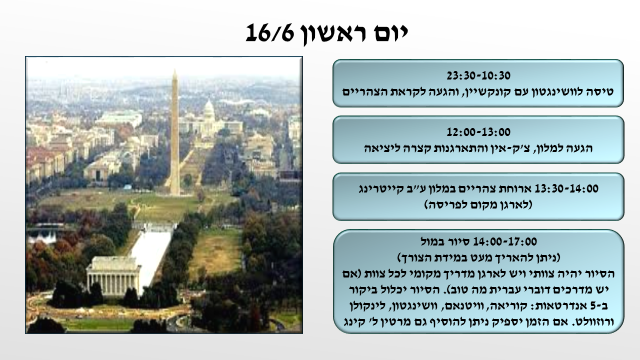 יום ראשון 16/6
23:30-10:30
טיסה לוושינגטון עם קונקשיין, והגעה לקראת הצהריים
12:00-13:00
הגעה למלון, צ'ק-אין והתארגנות קצרה ליציאה
13:30-14:00 ארוחת צהריים במלון ע"ב קייטרינג
(לארגן מקום לפריסה)
14:00-17:00 סיור במול
(ניתן להאריך מעט במידת הצורך)
הסיור יהיה צוותי ויש לארגן מדריך מקומי לכל צוות (אם
יש מדרכים דוברי עברית מה טוב). הסיור יכלול ביקור
ב-5 אנדרטאות: קוריאה, וויטנאם, וושינגטון, לינקולן
ורוזוולט. אם הזמן יספיק ניתן להוסיף גם מרטין ל' קינג